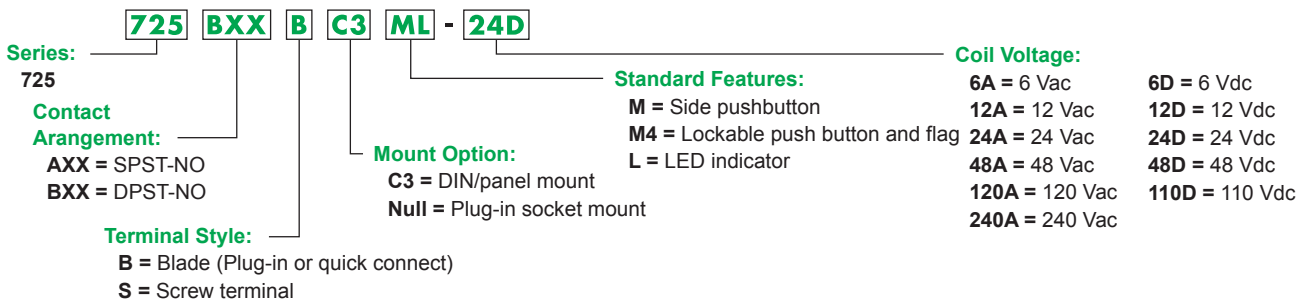 725 BXX B C3 ML - 24D
Series:
725
Contact
Arangement:
AXX = SPST-NO
BXX = DPST-NO
Terminal Style:
B = Blade (Plug-in or quick connect)
S = Screw terminal
Mount Option:
C3 = DIN/panel mount
Null = Plug-in socket mount
Standard Features:
M = Side pushbutton
M4 = Lockable push button and flag
L = LED indicator
Coil Voltage:
6A = 6 Vac 6D = 6 Vdc
12A = 12 Vac 12D = 12 Vdc
24A = 24 Vac 24D = 24 Vdc
48A = 48 Vac 48D = 48 Vdc
120A = 120 Vac 110D = 110 Vdc
240A = 240 Vac